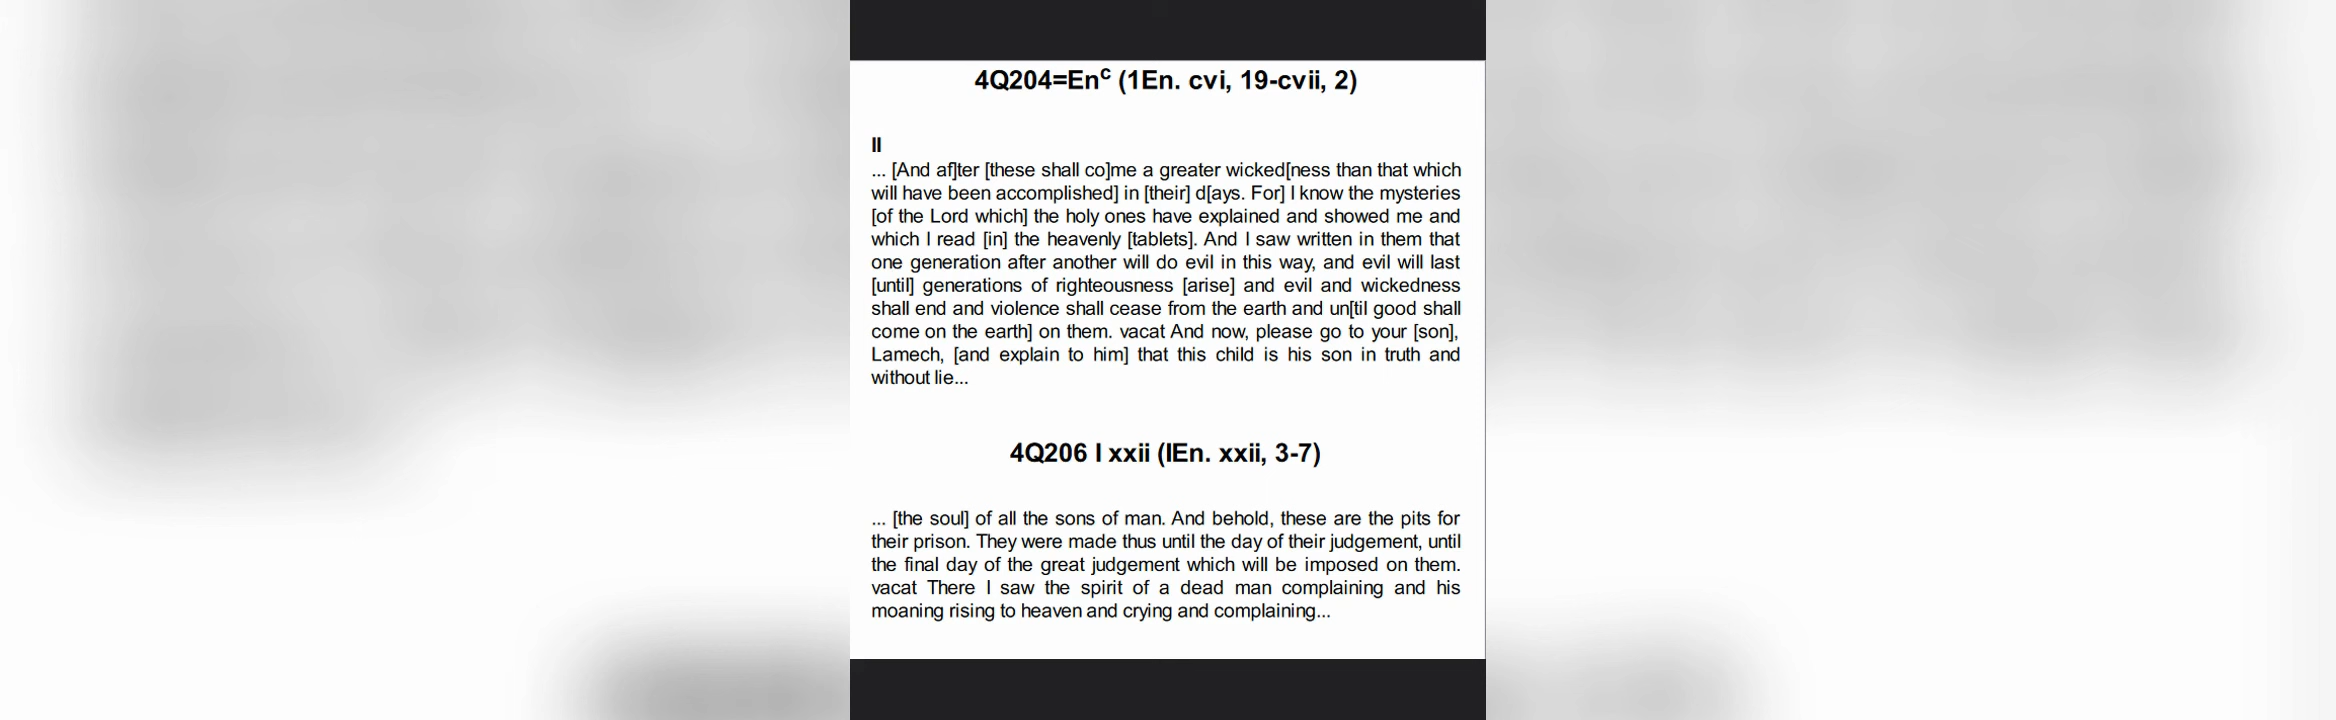 4Q204=Enc (1En. cvi, 19-cvii, 2)
II
... [And af]ter [these shall co]me a greater wicked[ness than that which
will have been accomplished] in [their] d[ays. For] I know the mysteries
[of the Lord which] the holy ones have explained and showed me and
which I read [in] the heavenly [tablets]. And I saw written in them that
one generation after another will do evil in this way, and evil will last
[until] generations of righteousness [arise] and evil and wickedness
shall end and violence shall cease from the earth and un[til good shall
come on the earth] on them. vacat And now, please go to your [son],
Lamech, [and explain to him] that this child is his son in truth and
without lie...
4Q206 I xxii (IEn. xxii, 3-7)
... [the soul] of all the sons of man. And behold, these are the pits for
their prison. They were made thus until the day of their judgement, until
the final day of the great judgement which will be imposed on them.
vacat There I saw the spirit of a dead man complaining and his
moaning rising to heaven and crying and complaining...